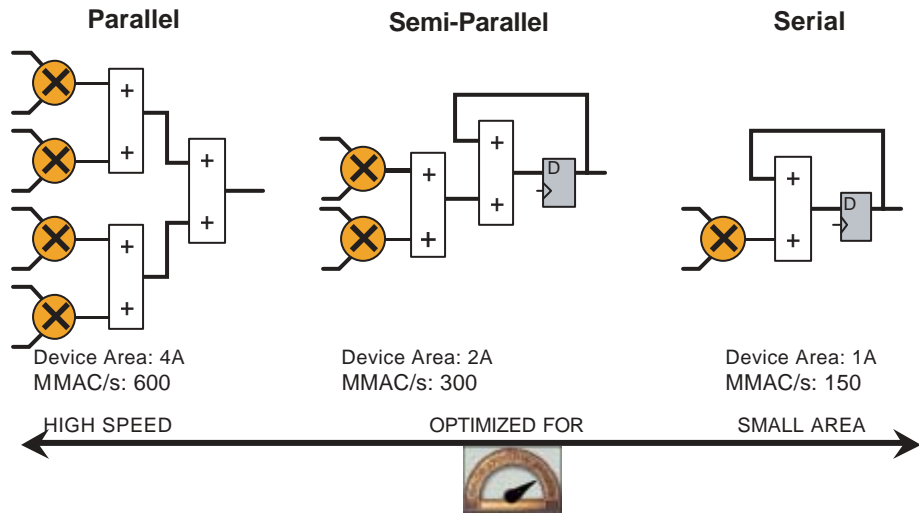 Parallel
Semi-Parallel
Serial
+
+
+
+
+
+
+
+
+
+
D
+
+
D
Device Area: 4A
MMAC/s: 600
Device Area: 2A
MMAC/s: 300
Device Area: 1A
MMAC/s: 150
HIGH SPEED
OPTIMIZED FOR
SMALL AREA